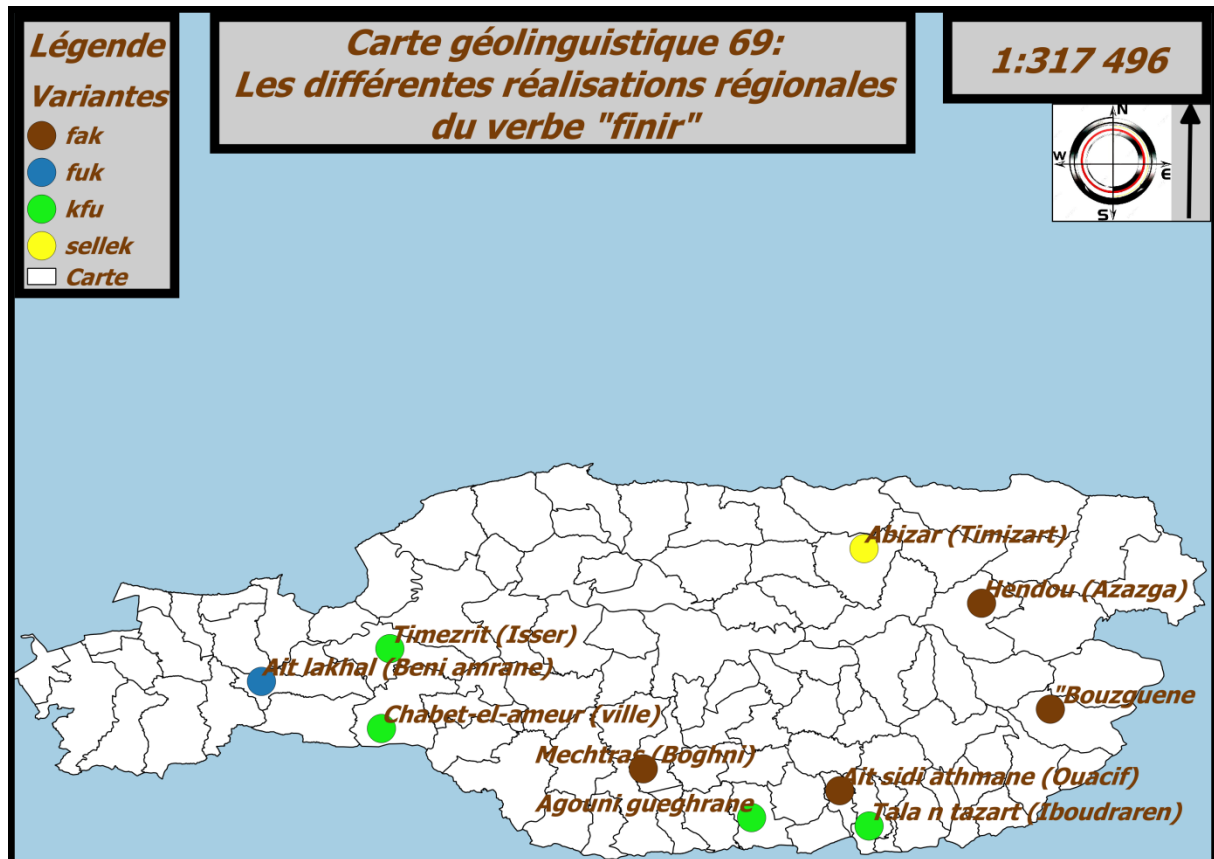 Légende
Variantes
fak
fuk
kfu
sellek
Carte
Carte géolinguistique 69:
Les différentes réalisations régionales
du verbe "finir"
1:317 496
N
W
E
S
Abizar (Timizart)
Hendou (Azazga)
Timezrit (Isser)
Ait lakhal (Beni amrane)
"Bouzguene
Chabet-el-ameur (ville)
Mechtras (Boghni)
Ait sidi athmane (Ouacif)
Agouni gueghrane
Tala n tazart (Iboudraren)